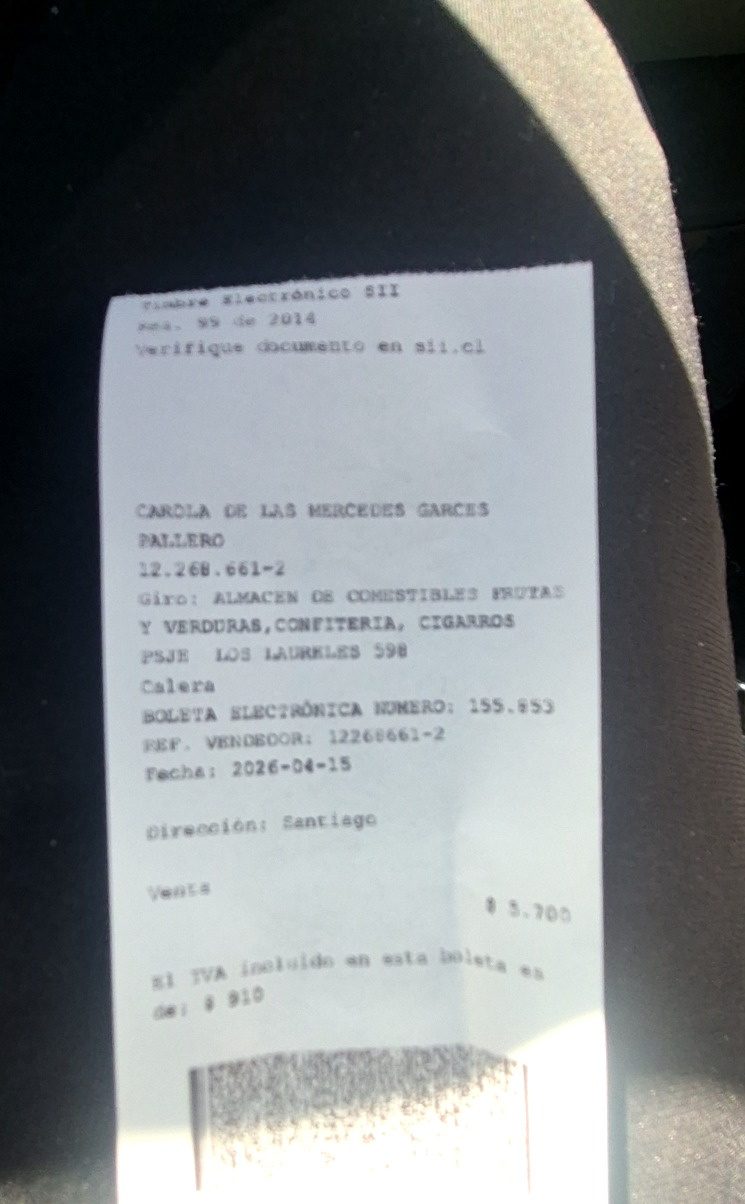 Timbre Electrónico SII
Res. 99 de 2014
Verifique documento en sii.cl
CAROLA DE LAS MERCEDES GARCES
PALLERO
12.268.661-2
Giro: ALMACEN DE COMESTIBLES FRUTAS
Y VERDURAS,CONFITERIA, CIGARROS
PSJE LOS LAURELES 598
Calera
BOLETA ELECTRÓNICA NUMERO: 155.853
REF. VENDEDOR: 12268661-2
Fecha: 2026-04-15
Dirección: Santiago
Venta
$ 5.700
El IVA incluido en esta boleta es
de: $ 910